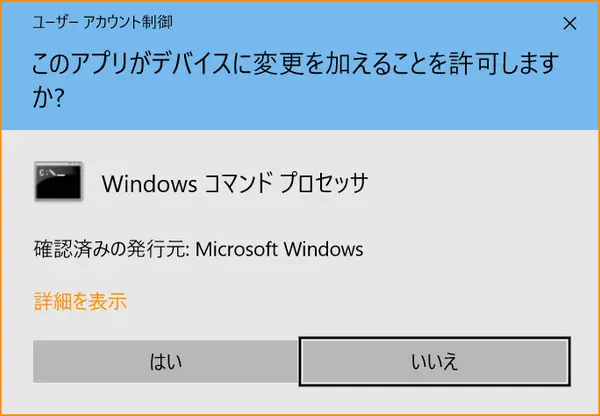 ユーザー アカウント制御
このアプリがデバイスに変更を加えることを許可します
か?
C:\_
Windows コマンド プロセッサ
確認済みの発行元: Microsoft Windows
詳細を表示
はい
いいえ